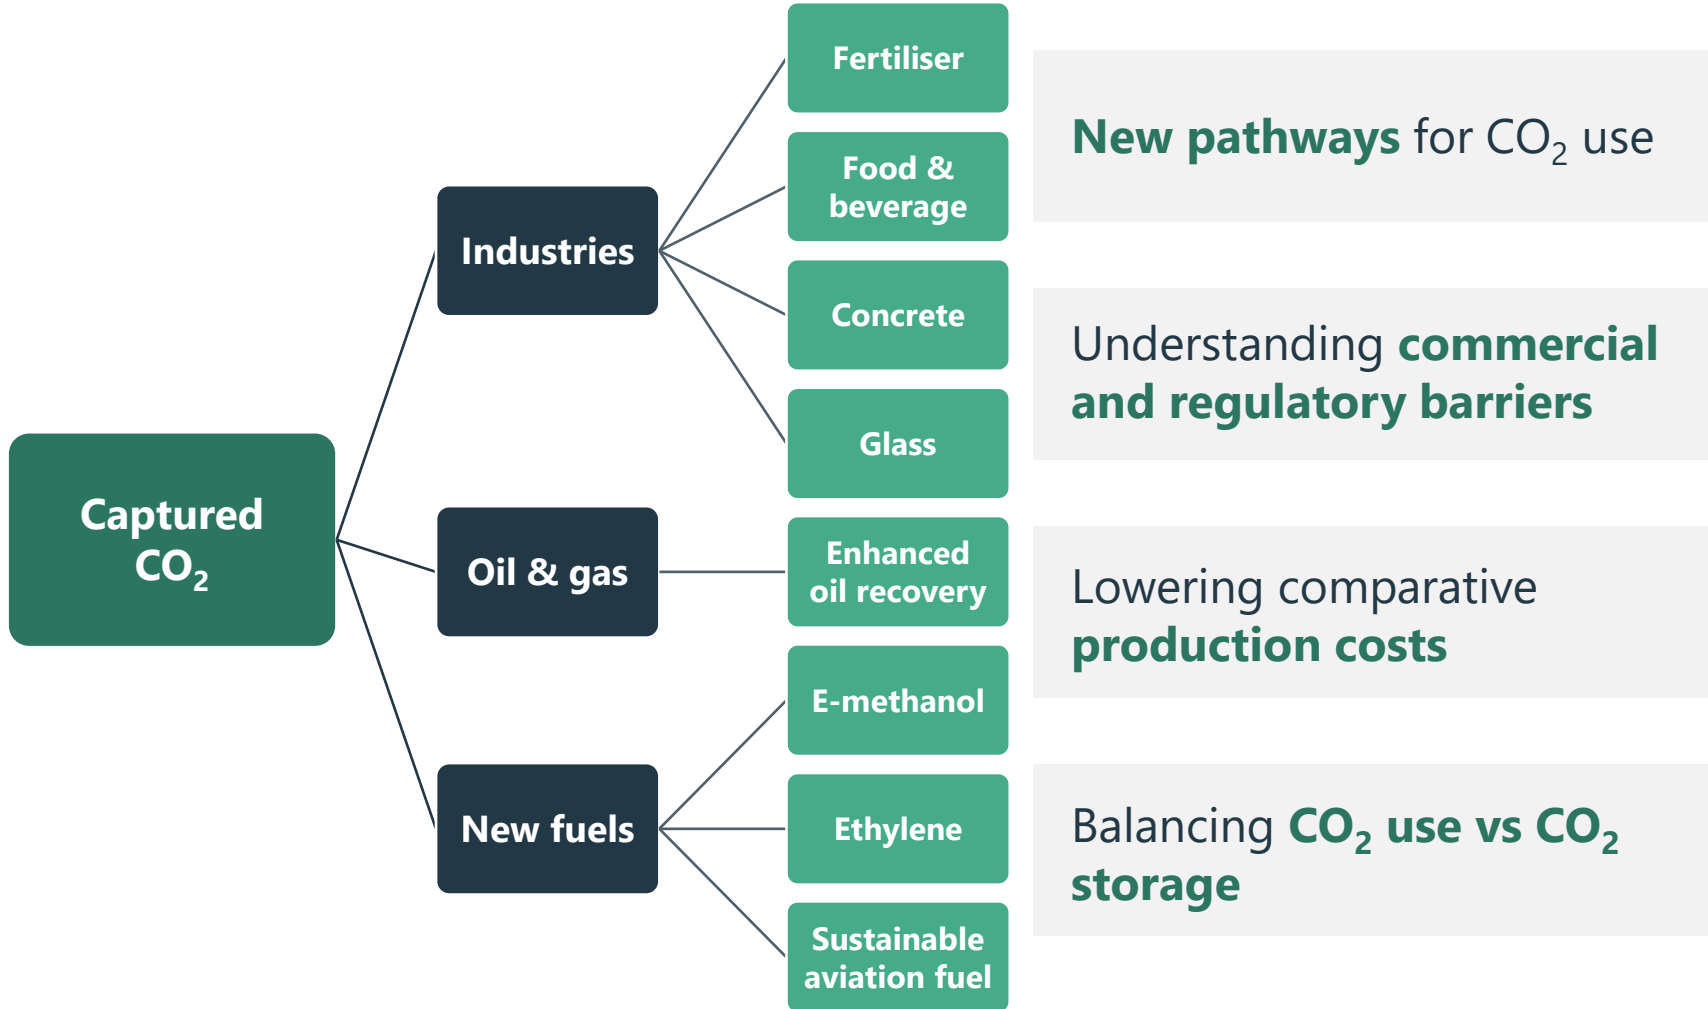 Captured
CO₂
Industries
Oil & gas
New fuels
Fertiliser
Food &
beverage
Concrete
Glass
Enhanced
oil recovery
E-methanol
Ethylene
Sustainable
aviation fuel
New pathways for CO₂ use
Understanding commercial
and regulatory barriers
Lowering comparative
production costs
Balancing CO₂ use vs CO₂
storage